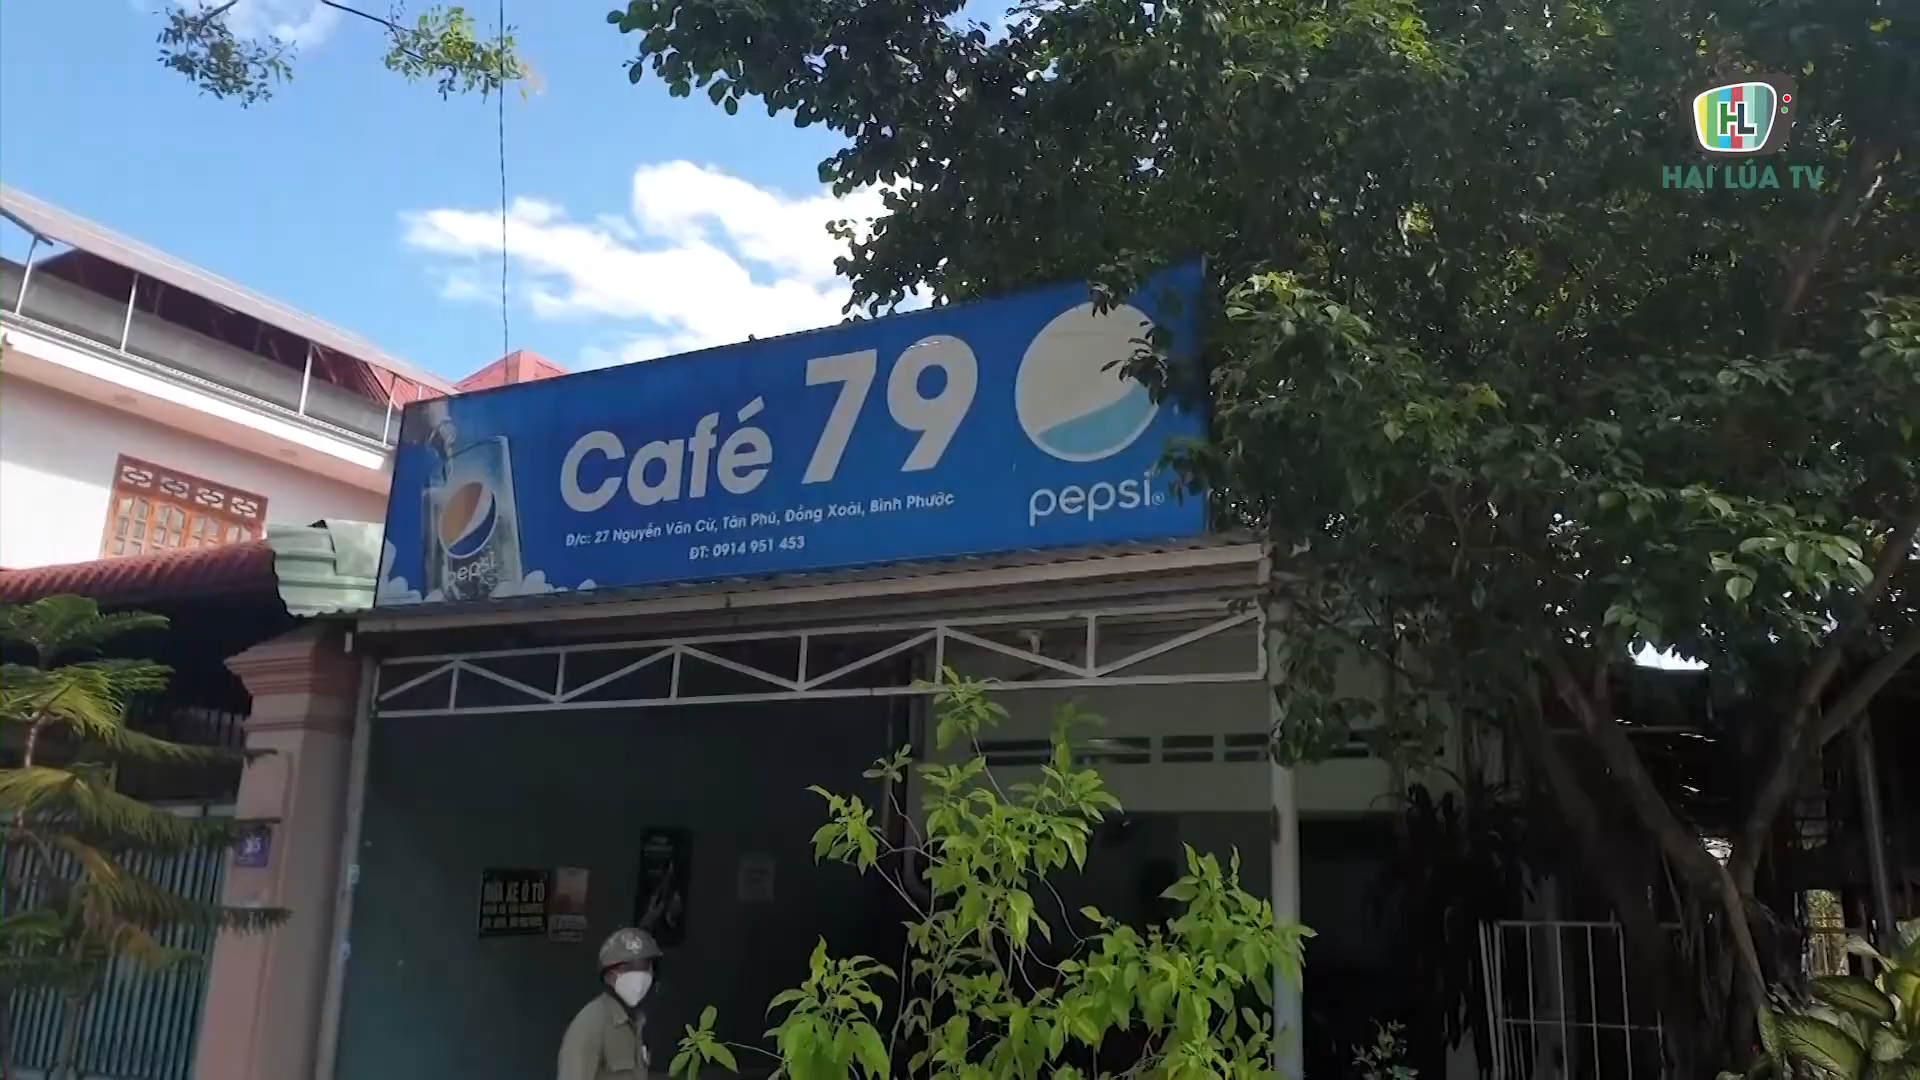 HL
HAI LÚA TV
Café 79
pepsi®
Đ/c: 27 Nguyễn Văn Cừ, Tân Phú, Đồng Xoài, Bình Phước
ĐT: 0914 951 453
pepsi
RỬA XE Ô TÔ